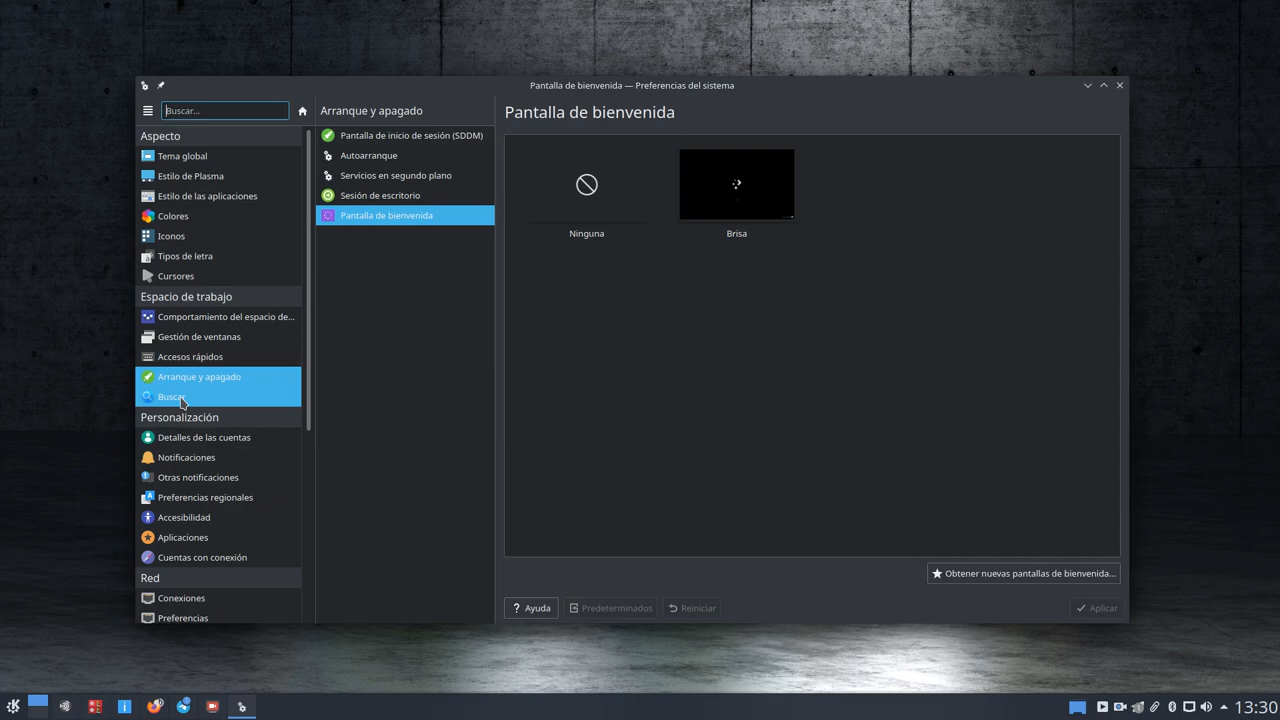 Pantalla de bienvenida — Preferencias del sistema
Buscar...
Arranque y apagado
Pantalla de bienvenida
Aspecto
Tema global
Estilo de Plasma
Estilo de las aplicaciones
Colores
Iconos
Tipos de letra
Cursores
Espacio de trabajo
Comportamiento del espacio de...
Gestión de ventanas
Accesos rápidos
Arranque y apagado
Buscar
Personalización
Detalles de las cuentas
Notificaciones
Otras notificaciones
Preferencias regionales
Accesibilidad
Aplicaciones
Cuentas con conexión
Red
Conexiones
Preferencias
Pantalla de inicio de sesión (SDDM)
Autoarranque
Servicios en segundo plano
Sesión de escritorio
Pantalla de bienvenida
Ninguna
Brisa
Obtener nuevas pantallas de bienvenida...
? Ayuda
Predeterminados
Reiniciar
Aplicar
13:30